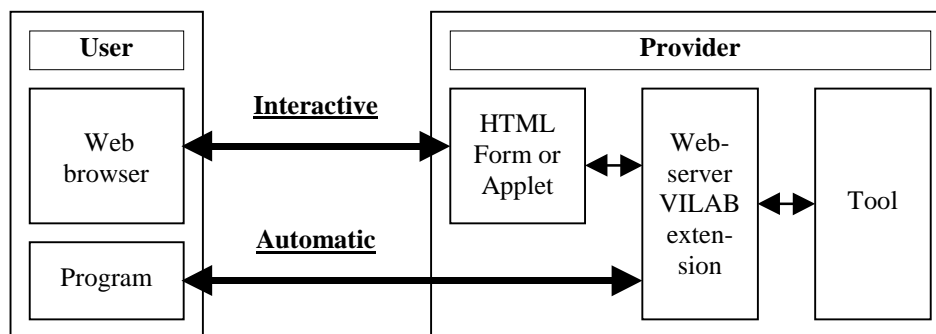 User
Provider
Web
browser
Interactive
HTML
Form or
Applet
Web-
server
VILAB
exten-
sion
Tool
Automatic
Program